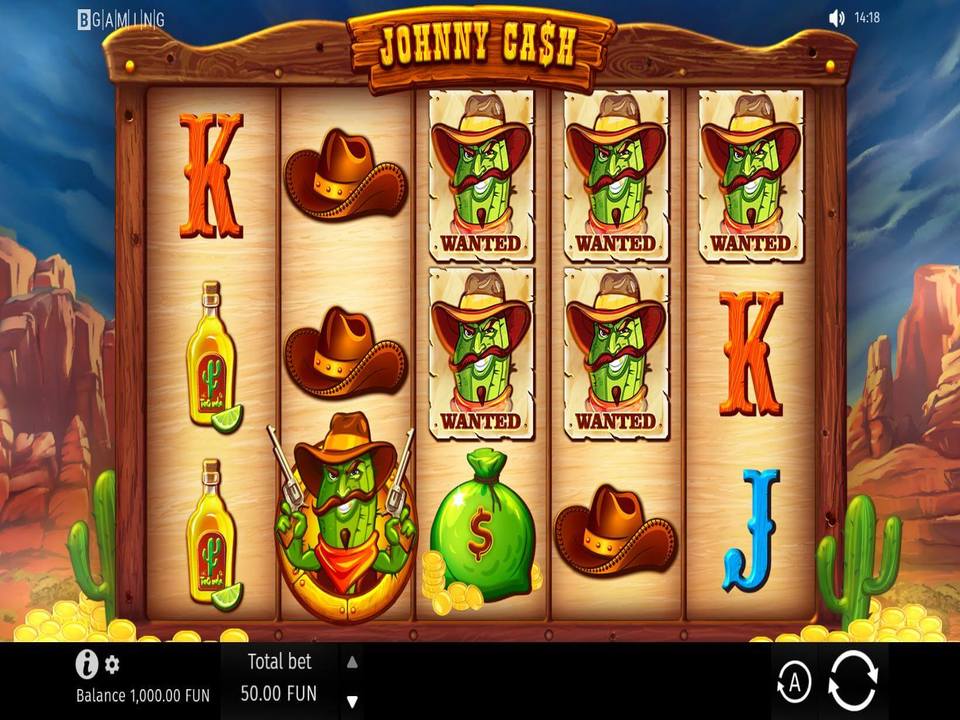 BGAMING
14:18
JOHNNY CA$H
K
WANTED WANTED WANTED
WANTED WANTED
K
$
J
Total bet
Balance 1,000.00 FUN
50.00 FUN
A